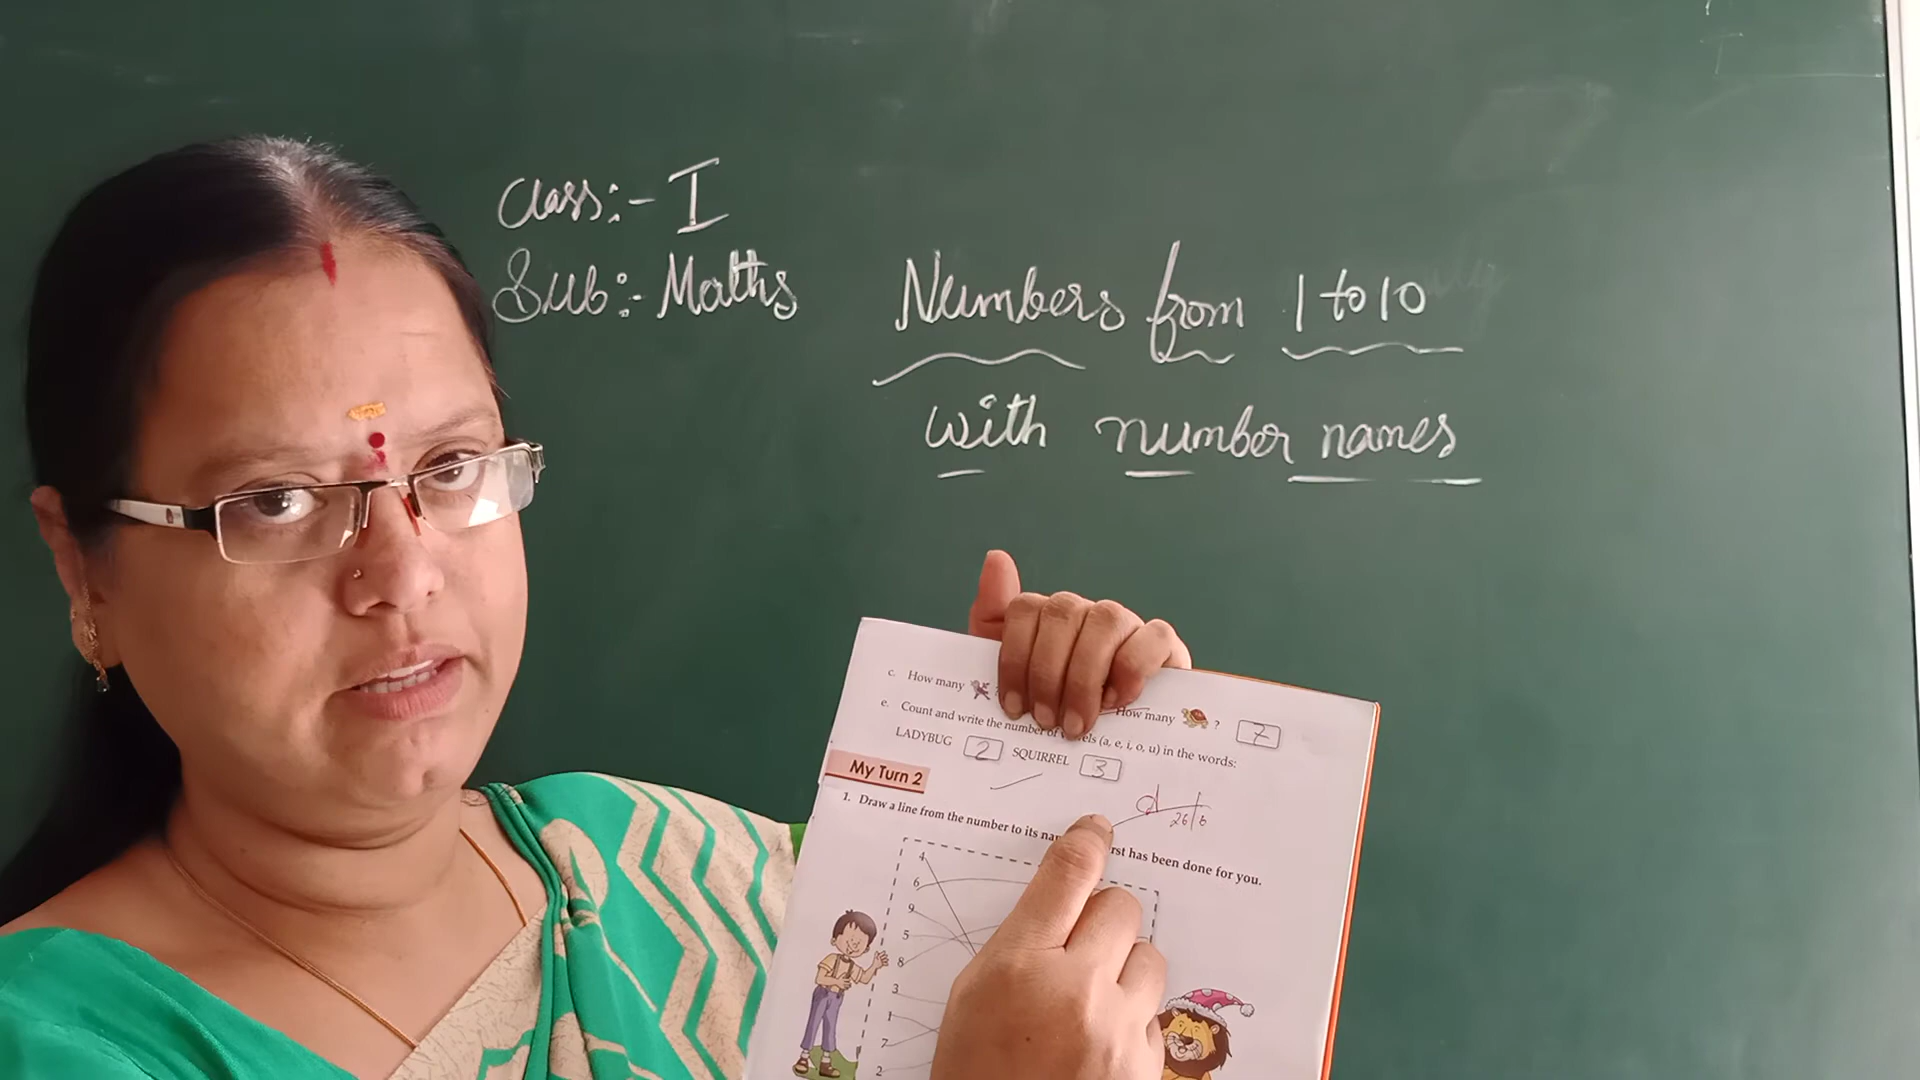 Class:- I
Sub:- Maths
Numbers from 1 to 10
with number names
c. How many
How many ? 7
e. Count and write the number of (a, e, i, o, u) in the words:
LADYBUG 2 SQUIRREL 3
My Turn 2
1. Draw a line from the number to its has been done for you.
4
6
9
5
8
3
1
7
2
26/6